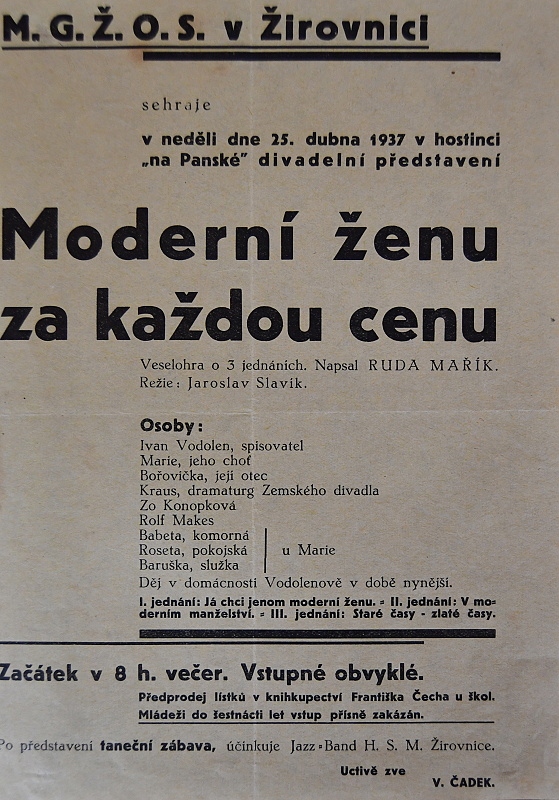 M. G. Ž. O. S. v Žirovnici
sehraje
v neděli dne 25. dubna 1937 v hostinci
„na Panské" divadelní představení
Moderní ženu
za každou cenu
Veselohra o 3 jednáních. Napsal RUDA MAŘÍK.
Režie: Jaroslav Slavík.
Osoby:
Ivan Vodolen, spisovatel
Marie, jeho choť
Bořovička, její otec
Kraus, dramaturg Zemského divadla
Zo Konopková
Rolf Makes
Babeta, komorná
Roseta, pokojská
u Marie
Baruška, služka
Děj v domácnosti Vodolenově v době nynější.
I. jednání: Já chci jenom moderní ženu. - II. jednání: V mo-
derním manželství. - III. jednání: Staré časy - zlaté časy.
Začátek v 8 h. večer. Vstupné obvyklé.
Předprodej lístků v knihkupectví Františka Čecha u škol.
Mládeži do šestnácti let vstup přísně zakázán.
Po představení taneční zábava, účinkuje Jazz-Band H. S. M. Žirovnice.
Uctivě zve
V. ČADEK.